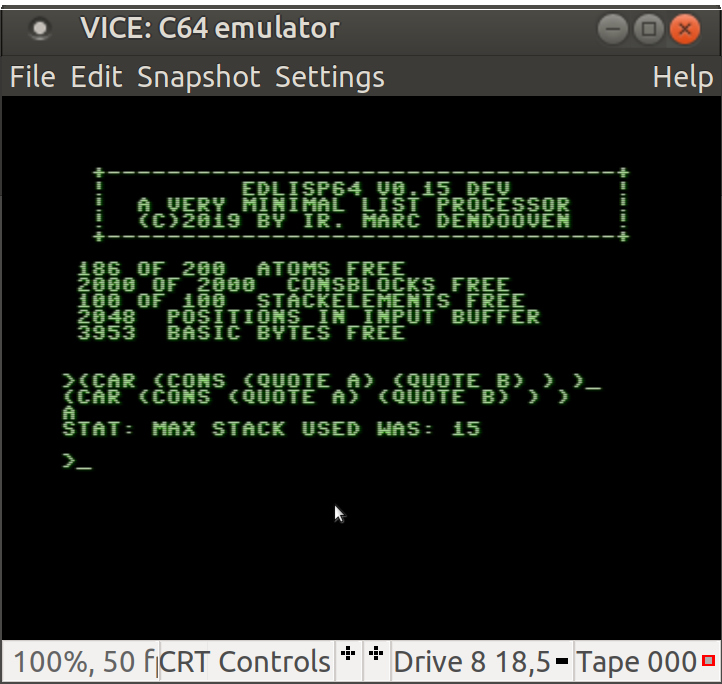 VICE: C64 emulator
File Edit Snapshot Settings Help
+----------------------------------+
! EDLISP64 V0.15 DEV !
! A VERY MINIMAL LIST PROCESSOR !
! (C)2019 BY IR. MARC DENDOOVEN !
+----------------------------------+
186 OF 200 ATOMS FREE
2000 OF 2000 CONSBLOCKS FREE
100 OF 100 STACKELEMENTS FREE
2048 POSITIONS IN INPUT BUFFER
3953 BASIC BYTES FREE
>(CAR (CONS (QUOTE A) (QUOTE B) ) )_
(CAR (CONS (QUOTE A) (QUOTE B) ) )
A
STAT: MAX STACK USED WAS: 15
>_
100%, 50 fp CRT Controls Drive 8 18,5 Tape 000